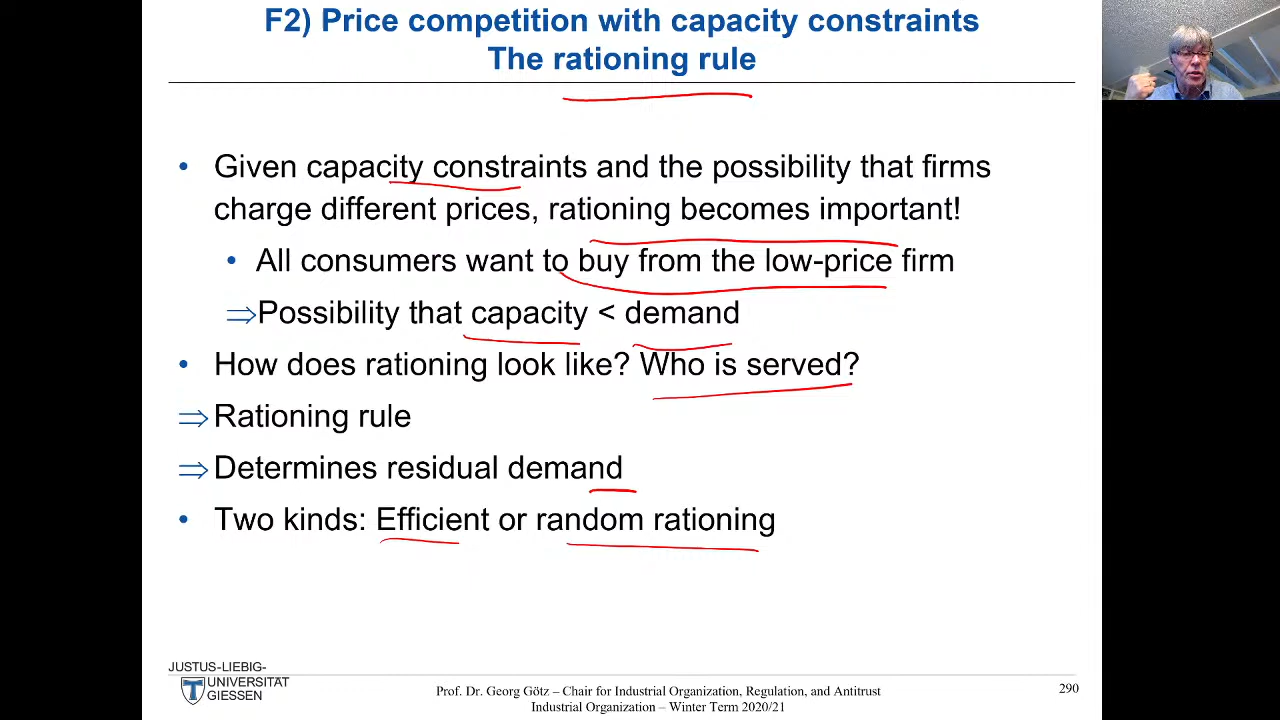 F2) Price competition with capacity constraints
The rationing rule
• Given capacity constraints and the possibility that firms
charge different prices, rationing becomes important!
• All consumers want to buy from the low-price firm
⇒Possibility that capacity < demand
• How does rationing look like? Who is served?
⇒ Rationing rule
⇒ Determines residual demand
• Two kinds: Efficient or random rationing
JUSTUS-LIEBIG-
UNIVERSITÄT
GIESSEN
Prof. Dr. Georg Götz – Chair for Industrial Organization, Regulation, and Antitrust
Industrial Organization – Winter Term 2020/21
290